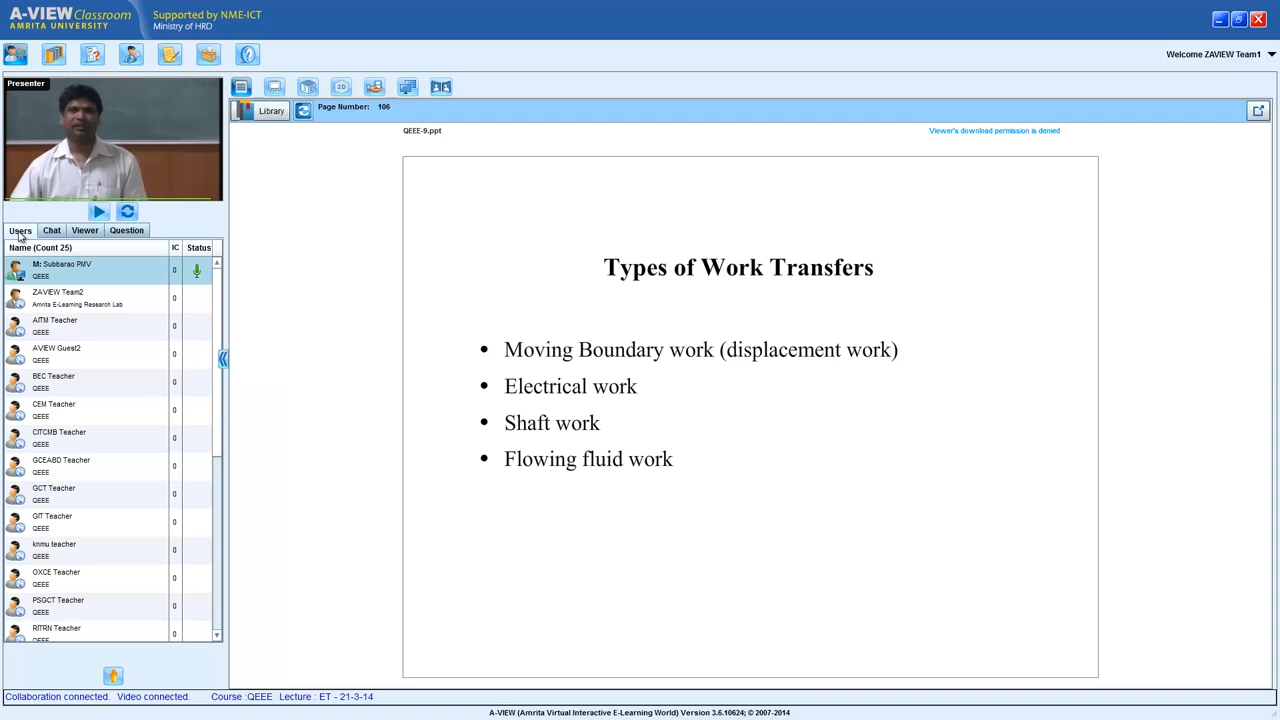 A-VIEW Classroom
AMRITA UNIVERSITY
Supported by NME-ICT
Ministry of HRD
Welcome ZAVIEW Team1
Presenter
2D
Library
Page Number: 106
QEEE-9.ppt
Viewer's download permission is denied
Users Chat Viewer Question
Name (Count 25) IC Status
M: Subbarao PMV 0
QEEE
ZAVIEW Team2 0
Amrita E-Learning Research Lab
AITM Teacher 0
QEEE
AVIEW Guest2 0
QEEE
BEC Teacher 0
QEEE
CEM Teacher 0
QEEE
CITCMB Teacher 0
QEEE
GCEABD Teacher 0
QEEE
GCT Teacher 0
QEEE
GIT Teacher 0
QEEE
knmu teacher 0
QEEE
OXCE Teacher 0
QEEE
PSGCT Teacher 0
QEEE
RITRN Teacher 0
QEEE
Types of Work Transfers
• Moving Boundary work (displacement work)
• Electrical work
• Shaft work
• Flowing fluid work
Collaboration connected. Video connected. Course :QEEE Lecture : ET - 21-3-14
A-VIEW (Amrita Virtual Interactive E-Learning World) Version 3.6.10624; © 2007-2014